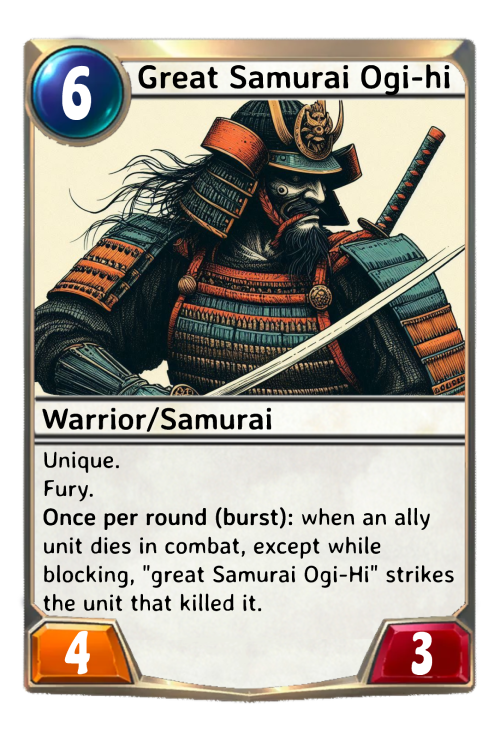 6
Great Samurai Ogi-hi
Warrior/Samurai
Unique.
Fury.
Once per round (burst): when an ally
unit dies in combat, except while
blocking, "great Samurai Ogi-Hi" strikes
the unit that killed it.
4
3